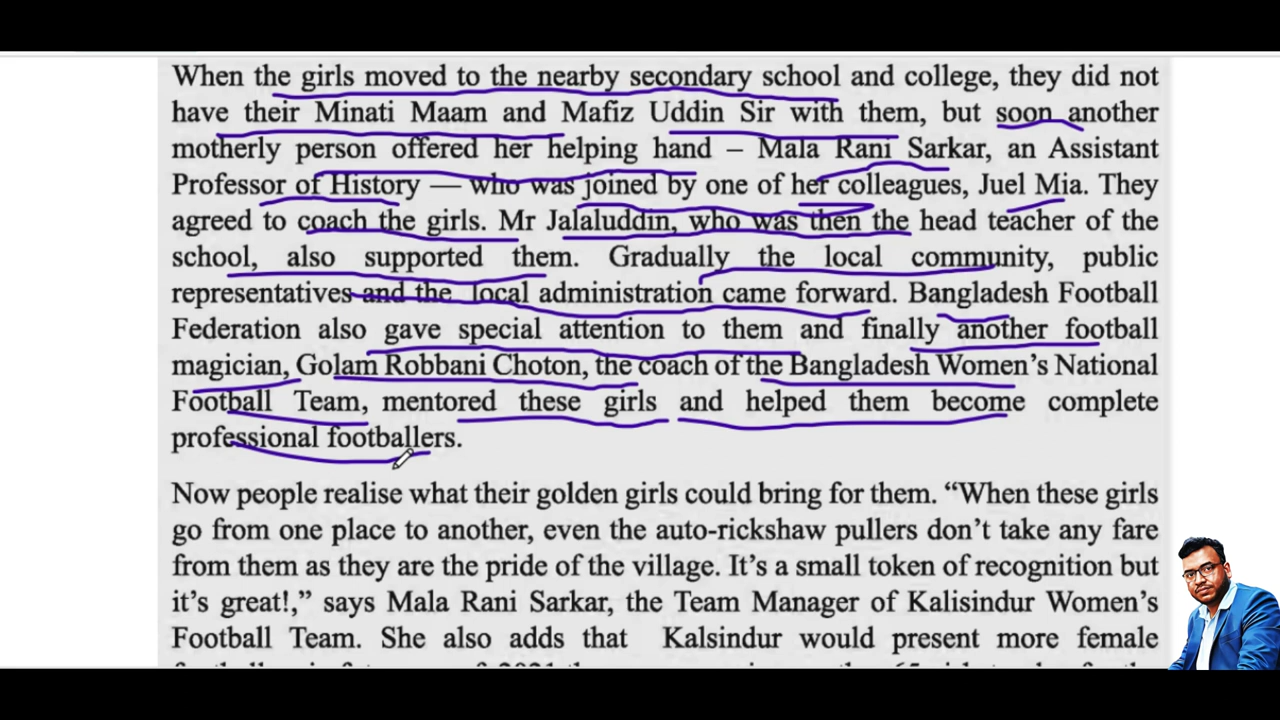 When the girls moved to the nearby secondary school and college, they did not
have their Minati Maam and Mafiz Uddin Sir with them, but soon another
motherly person offered her helping hand – Mala Rani Sarkar, an Assistant
Professor of History — who was joined by one of her colleagues, Juel Mia. They
agreed to coach the girls. Mr Jalaluddin, who was then the head teacher of the
school, also supported them. Gradually the local community, public
representatives and the local administration came forward. Bangladesh Football
Federation also gave special attention to them and finally another football
magician, Golam Robbani Choton, the coach of the Bangladesh Women's National
Football Team, mentored these girls and helped them become complete
professional footballers.
Now people realise what their golden girls could bring for them. “When these girls
go from one place to another, even the auto-rickshaw pullers don't take any fare
from them as they are the pride of the village. It's a small token of recognition but
it's great!,” says Mala Rani Sarkar, the Team Manager of Kalisindur Women's
Football Team. She also adds that Kalsindur would present more female